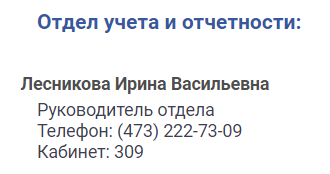 Отдел учета и отчетности:
Лесникова Ирина Васильевна
Руководитель отдела
Телефон: (473) 222-73-09
Кабинет: 309